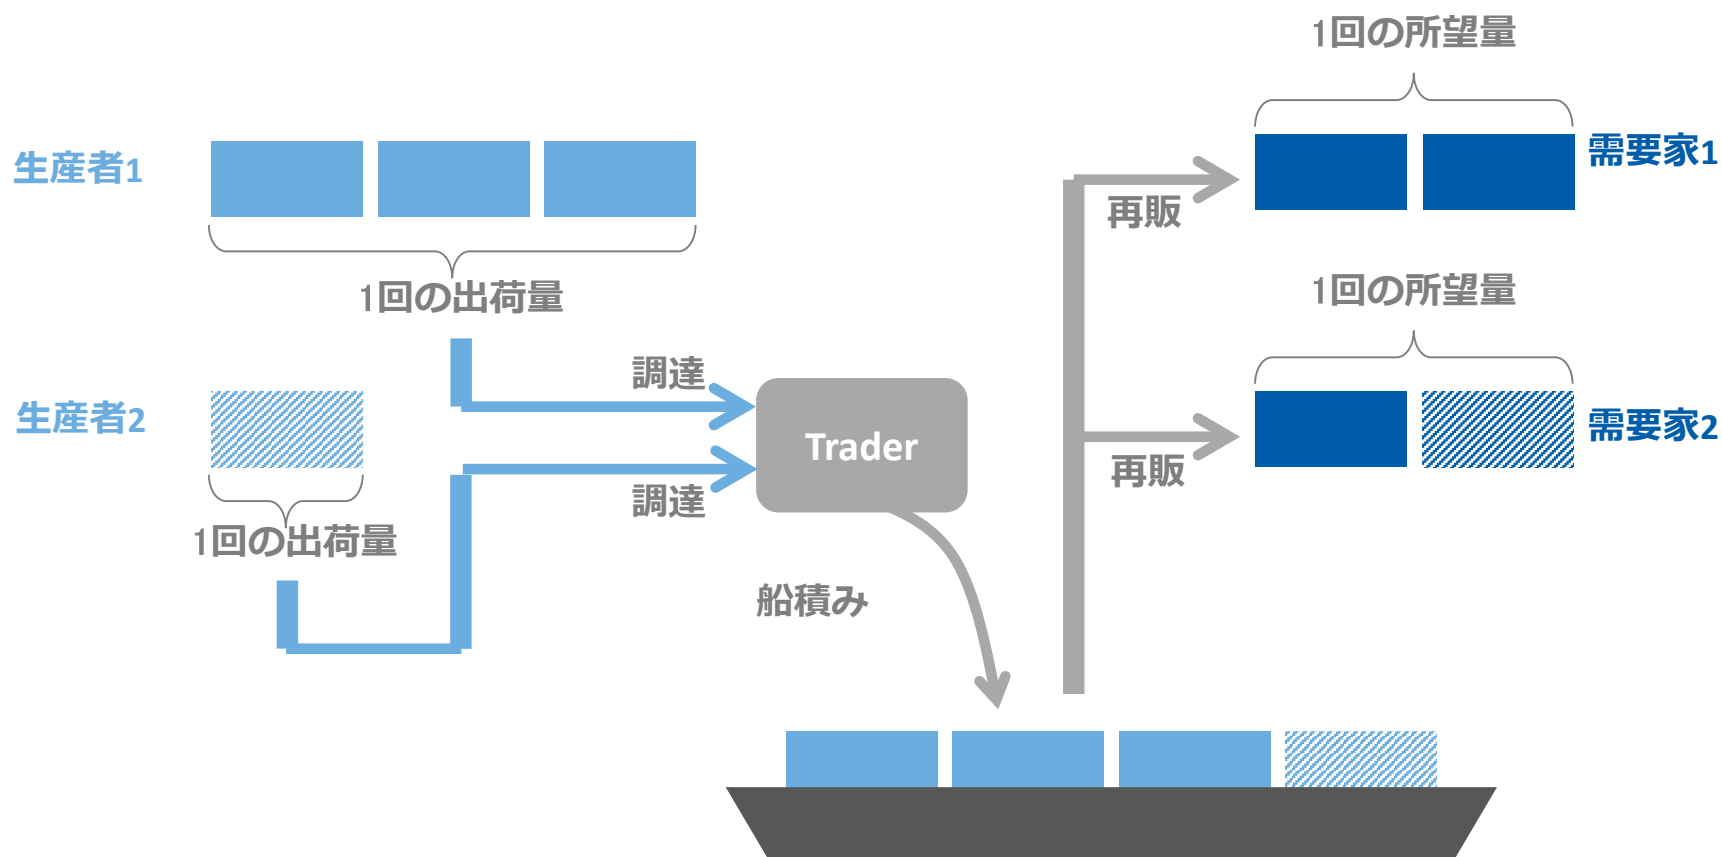 生産者1
1回の出荷量
生産者2
1回の出荷量
調達
調達
Trader
船積み
再販
再販
1回の所望量
需要家1
1回の所望量
需要家2